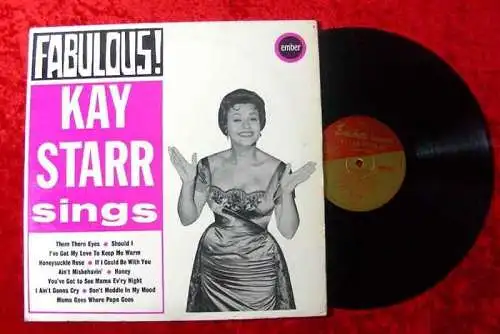 FABULOUS!
ember
KAY
STARR
sings
Them There Eyes • Should I
I've Got My Love To Keep Me Warm
Honeysuckle Rose • If I Could Be With You
Ain't Misbehavin' • Honey
You've Got to See Mama Ev'ry Night
I Ain't Gonna Cry • Don't Meddle In My Mood
Mama Goes Where Papa Goes